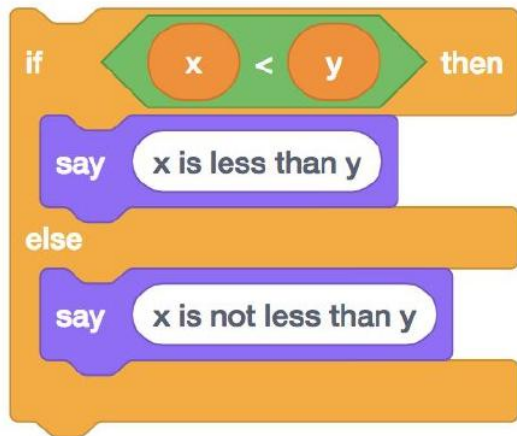 if x < y then
say x is less than y
else
say x is not less than y